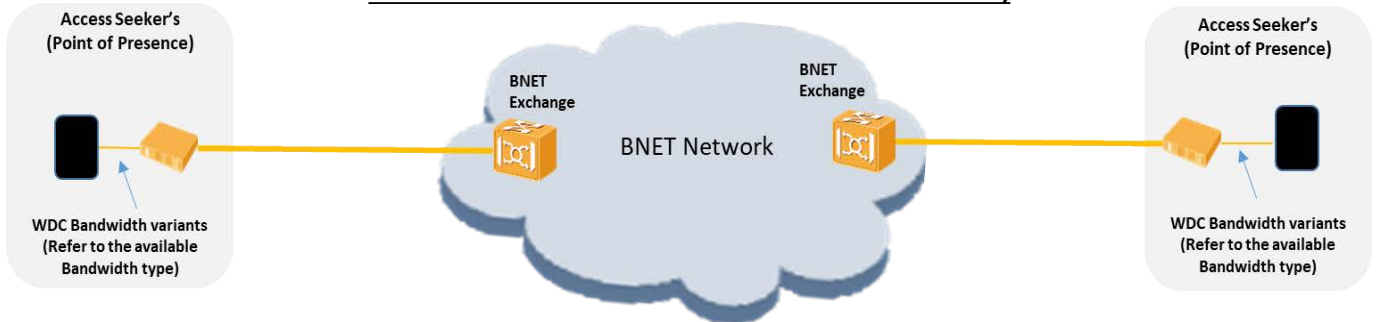 Access Seeker's
(Point of Presence)
WDC Bandwidth variants
(Refer to the available
Bandwidth type)
BNET
Exchange
BNET Network
BNET
Exchange
Access Seeker's
(Point of Presence)
WDC Bandwidth variants
(Refer to the available
Bandwidth type)